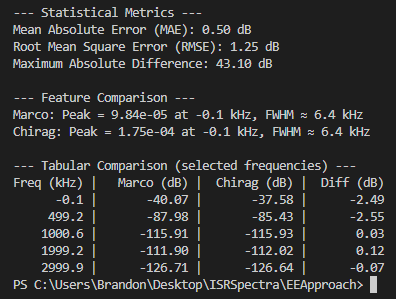 --- Statistical Metrics ---
Mean Absolute Error (MAE): 0.50 dB
Root Mean Square Error (RMSE): 1.25 dB
Maximum Absolute Difference: 43.10 dB
--- Feature Comparison ---
Marco: Peak = 9.84e-05 at -0.1 kHz, FWHM ≈ 6.4 kHz
Chirag: Peak = 1.75e-04 at -0.1 kHz, FWHM ≈ 6.4 kHz
--- Tabular Comparison (selected frequencies) ---
Freq (kHz) | Marco (dB) | Chirag (dB) | Diff (dB)
-0.1 | -40.07 | -37.58 | -2.49
499.2 | -87.98 | -85.43 | -2.55
1000.6 | -115.91 | -115.93 | 0.03
1999.2 | -111.90 | -112.02 | 0.12
2999.9 | -126.71 | -126.64 | -0.07
PS C:\Users\Brandon\Desktop\ISRSpectra\EEApproach>